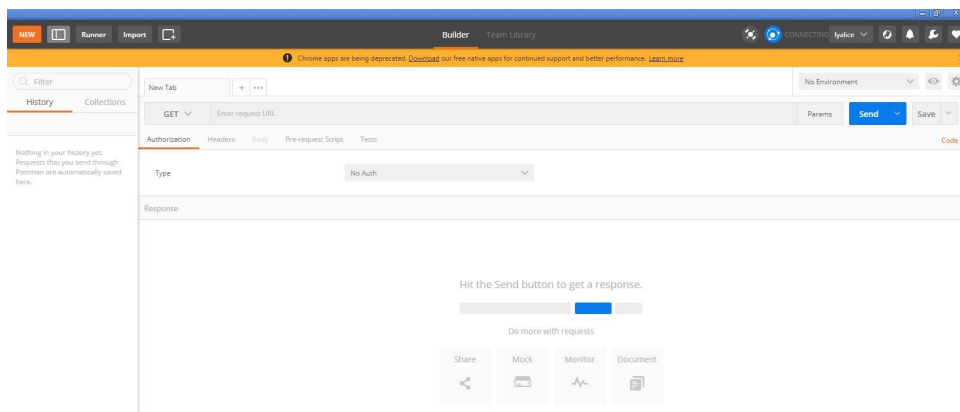 NEW Runner Import Builder Team Library CONNECTING lyalice
Chrome apps are being deprecated. Download our free native apps for continued support and better performance. Learn more
Filter
History Collections
Nothing in your history yet.
Requests that you send through
Postman are automatically saved
here.
New Tab + ••• No Environment
GET Enter request URL Params Send Save
Authorization Headers Body Pre-request Script Tests Code
Type No Auth
Response
Hit the Send button to get a response.
Do more with requests
Share Mock Monitor Document